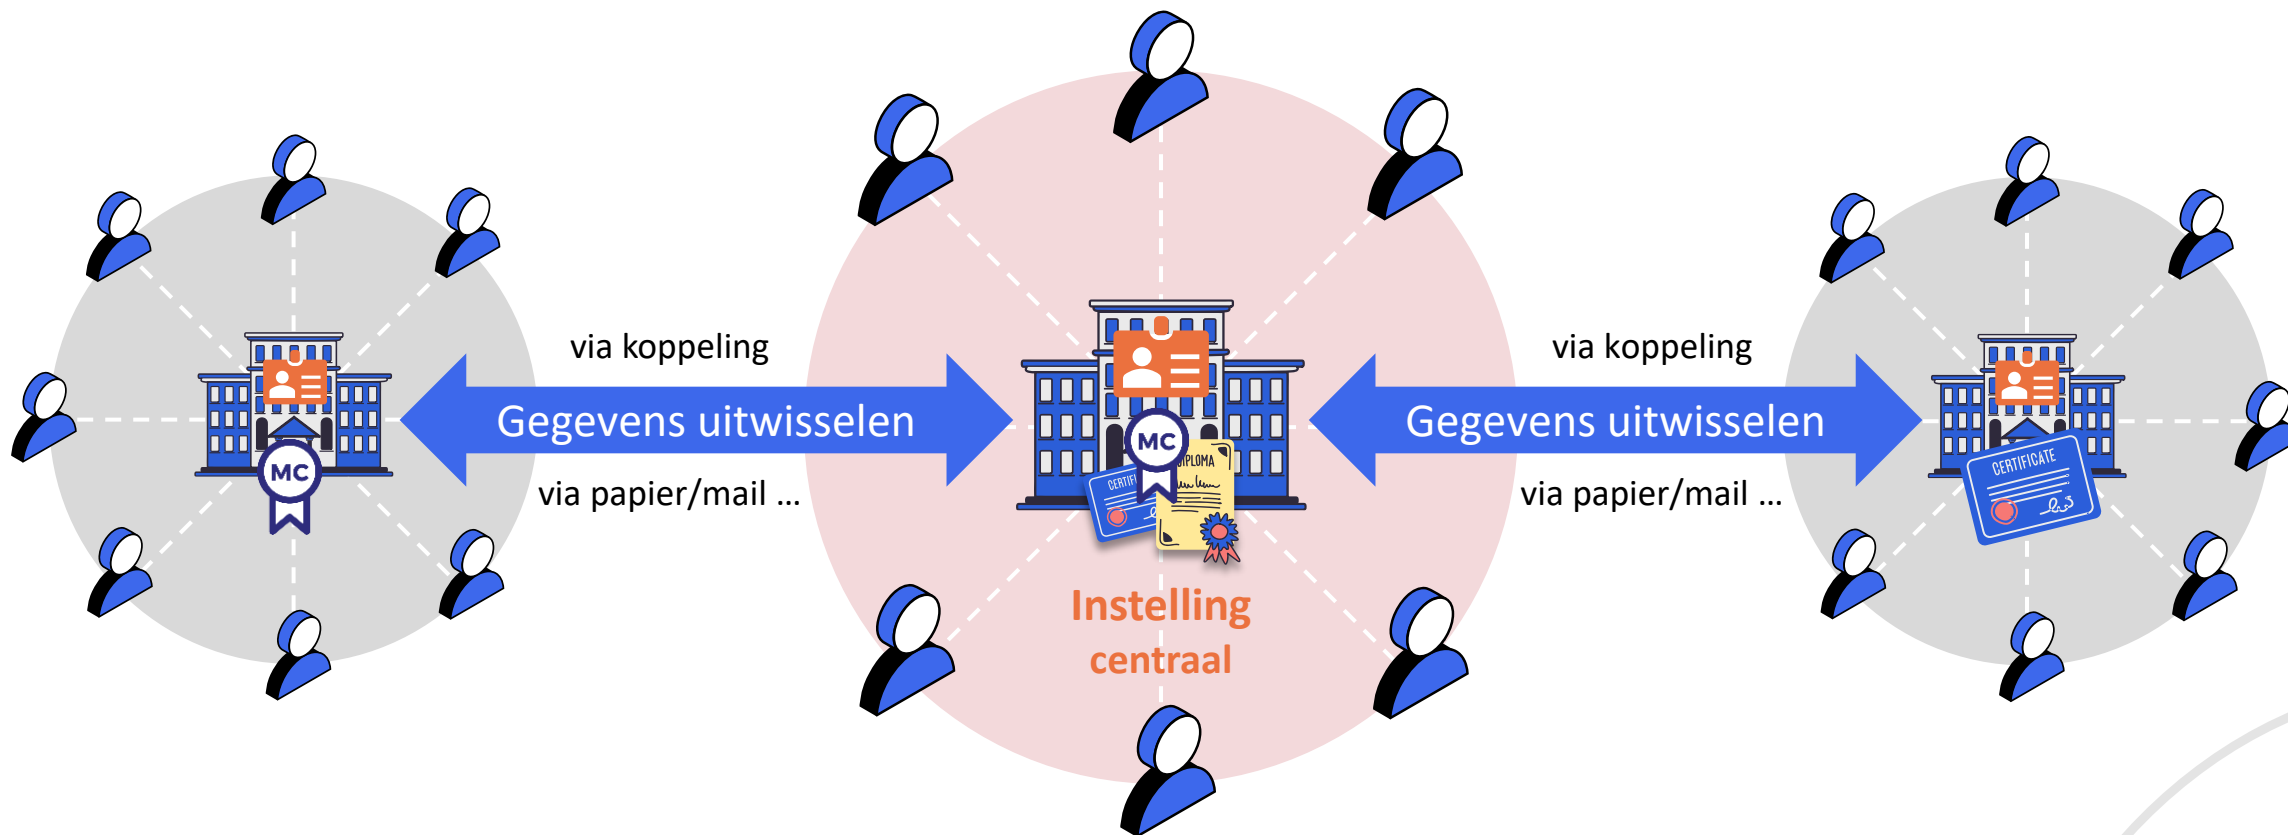 via koppeling
Gegevens uitwisselen
via papier/mail ...
MC
MC
DIPLOMA
Instelling
centraal
via koppeling
Gegevens uitwisselen
via papier/mail ...
CERTIFICATE